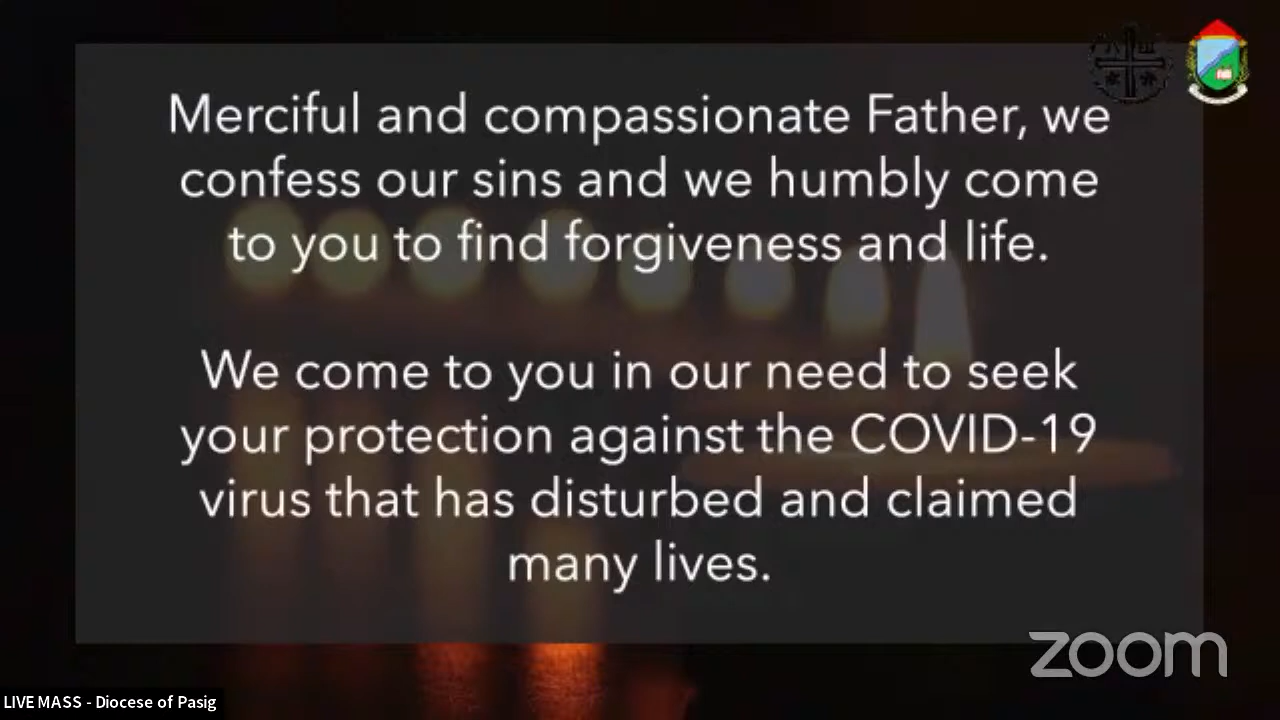 Merciful and compassionate Father, we
confess our sins and we humbly come
to you to find forgiveness and life.
We come to you in our need to seek
your protection against the COVID-19
virus that has disturbed and claimed
many lives.
zoom
LIVE MASS - Diocese of Pasig